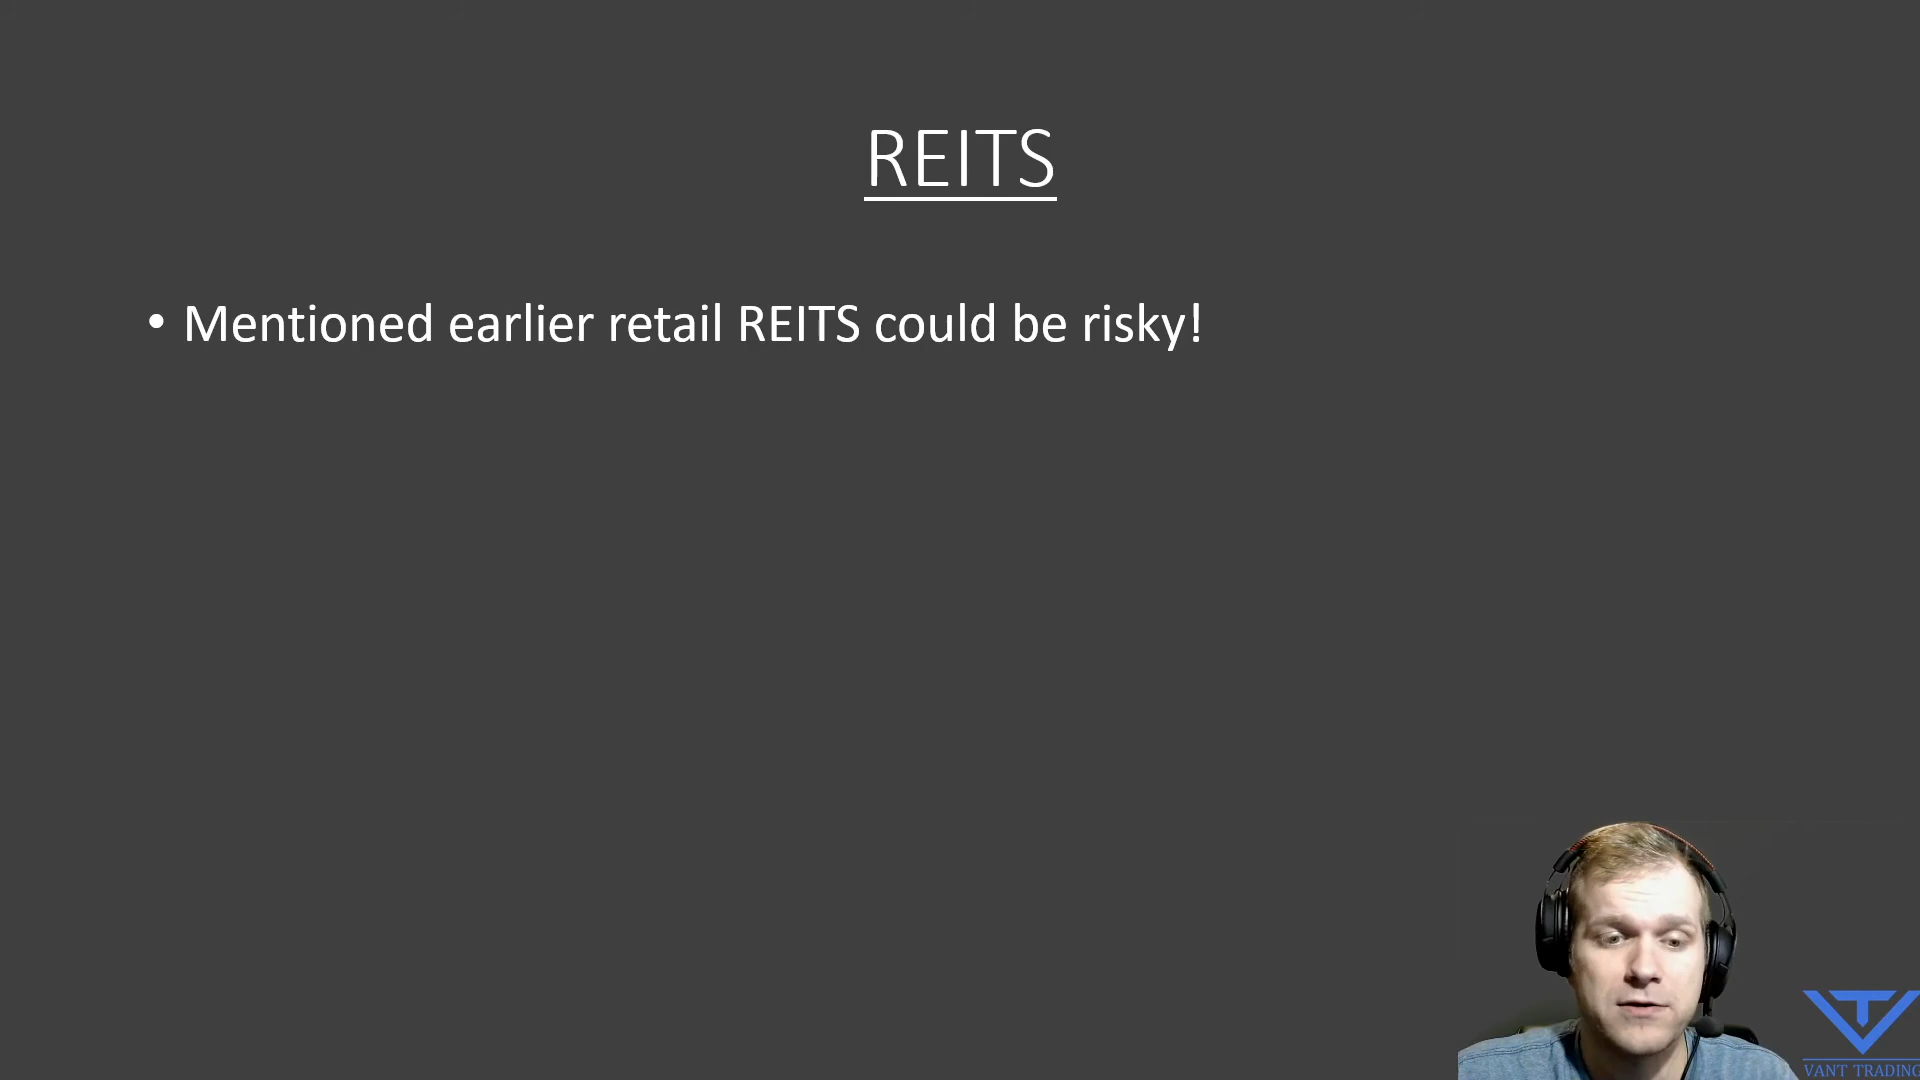 REITS
• Mentioned earlier retail REITS could be risky!
VANT TRADING